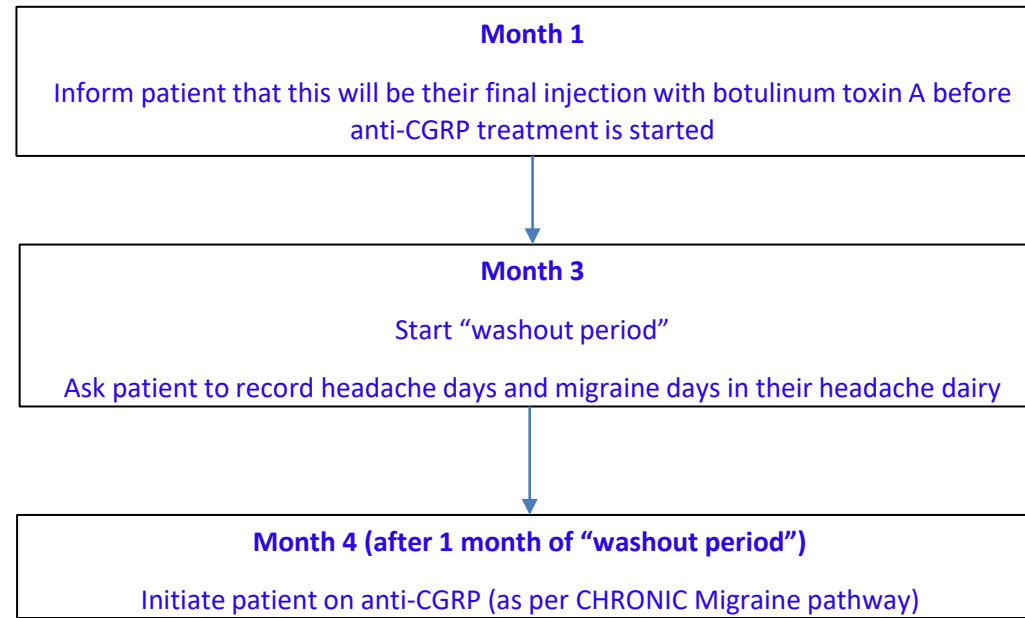 Month 1
Inform patient that this will be their final injection with botulinum toxin A before
anti-CGRP treatment is started
Month 3
Start “washout period”
Ask patient to record headache days and migraine days in their headache dairy
Month 4 (after 1 month of “washout period”)
Initiate patient on anti-CGRP (as per CHRONIC Migraine pathway)